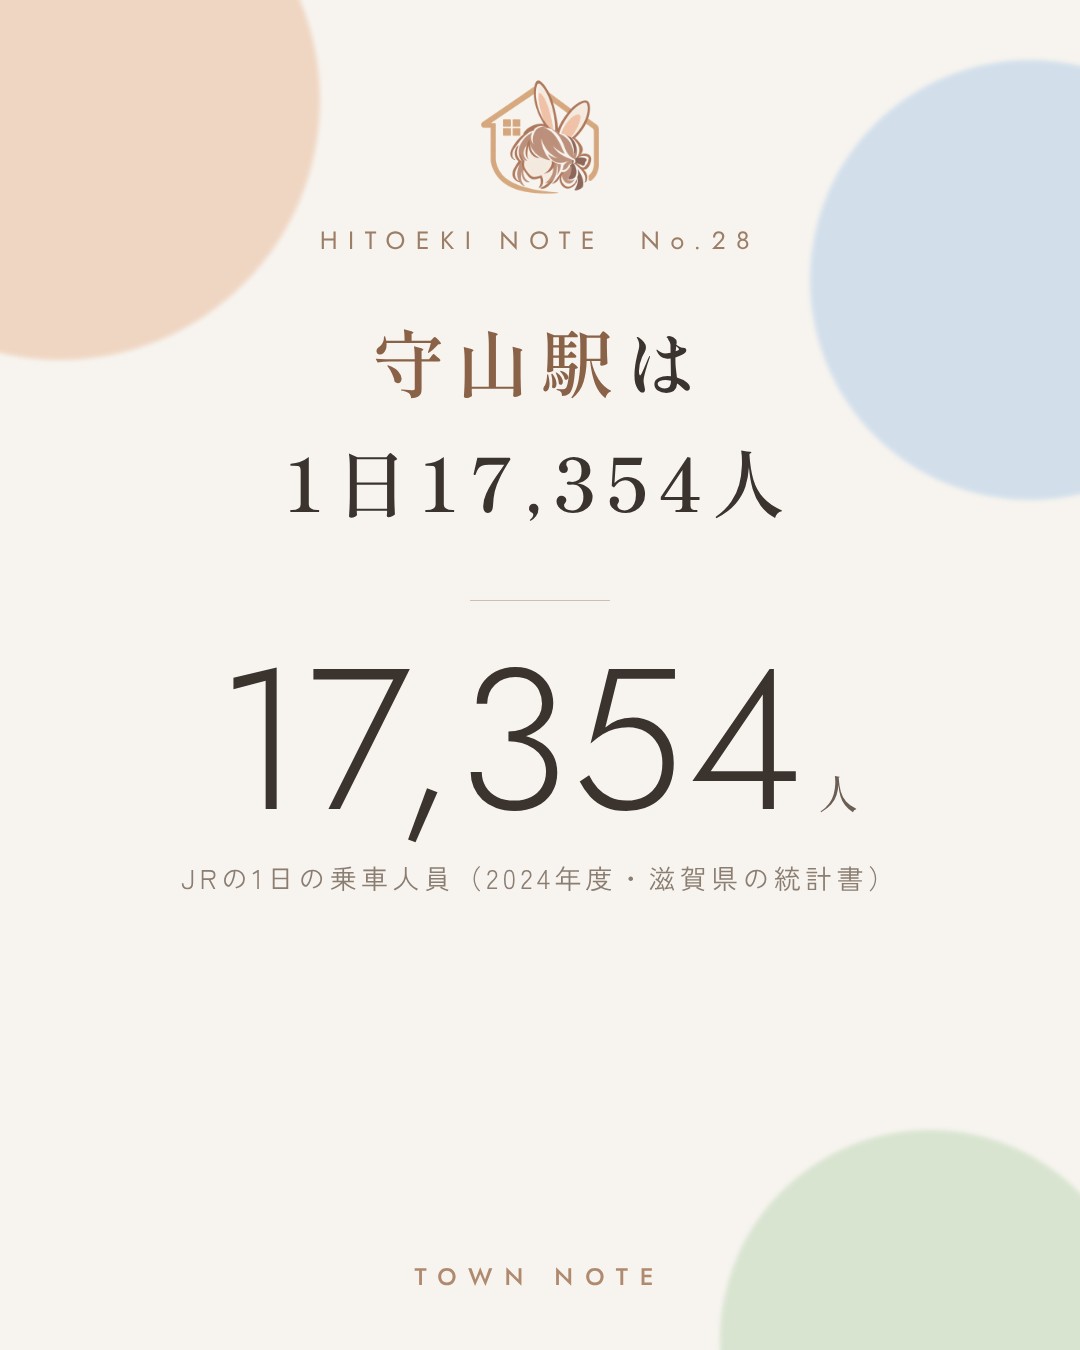 HITOEKI NOTE No.28
守山駅は
1日17,354人
17,354人
JRの1日の乗車人員（2024年度・滋賀県の統計書）
TOWN NOTE